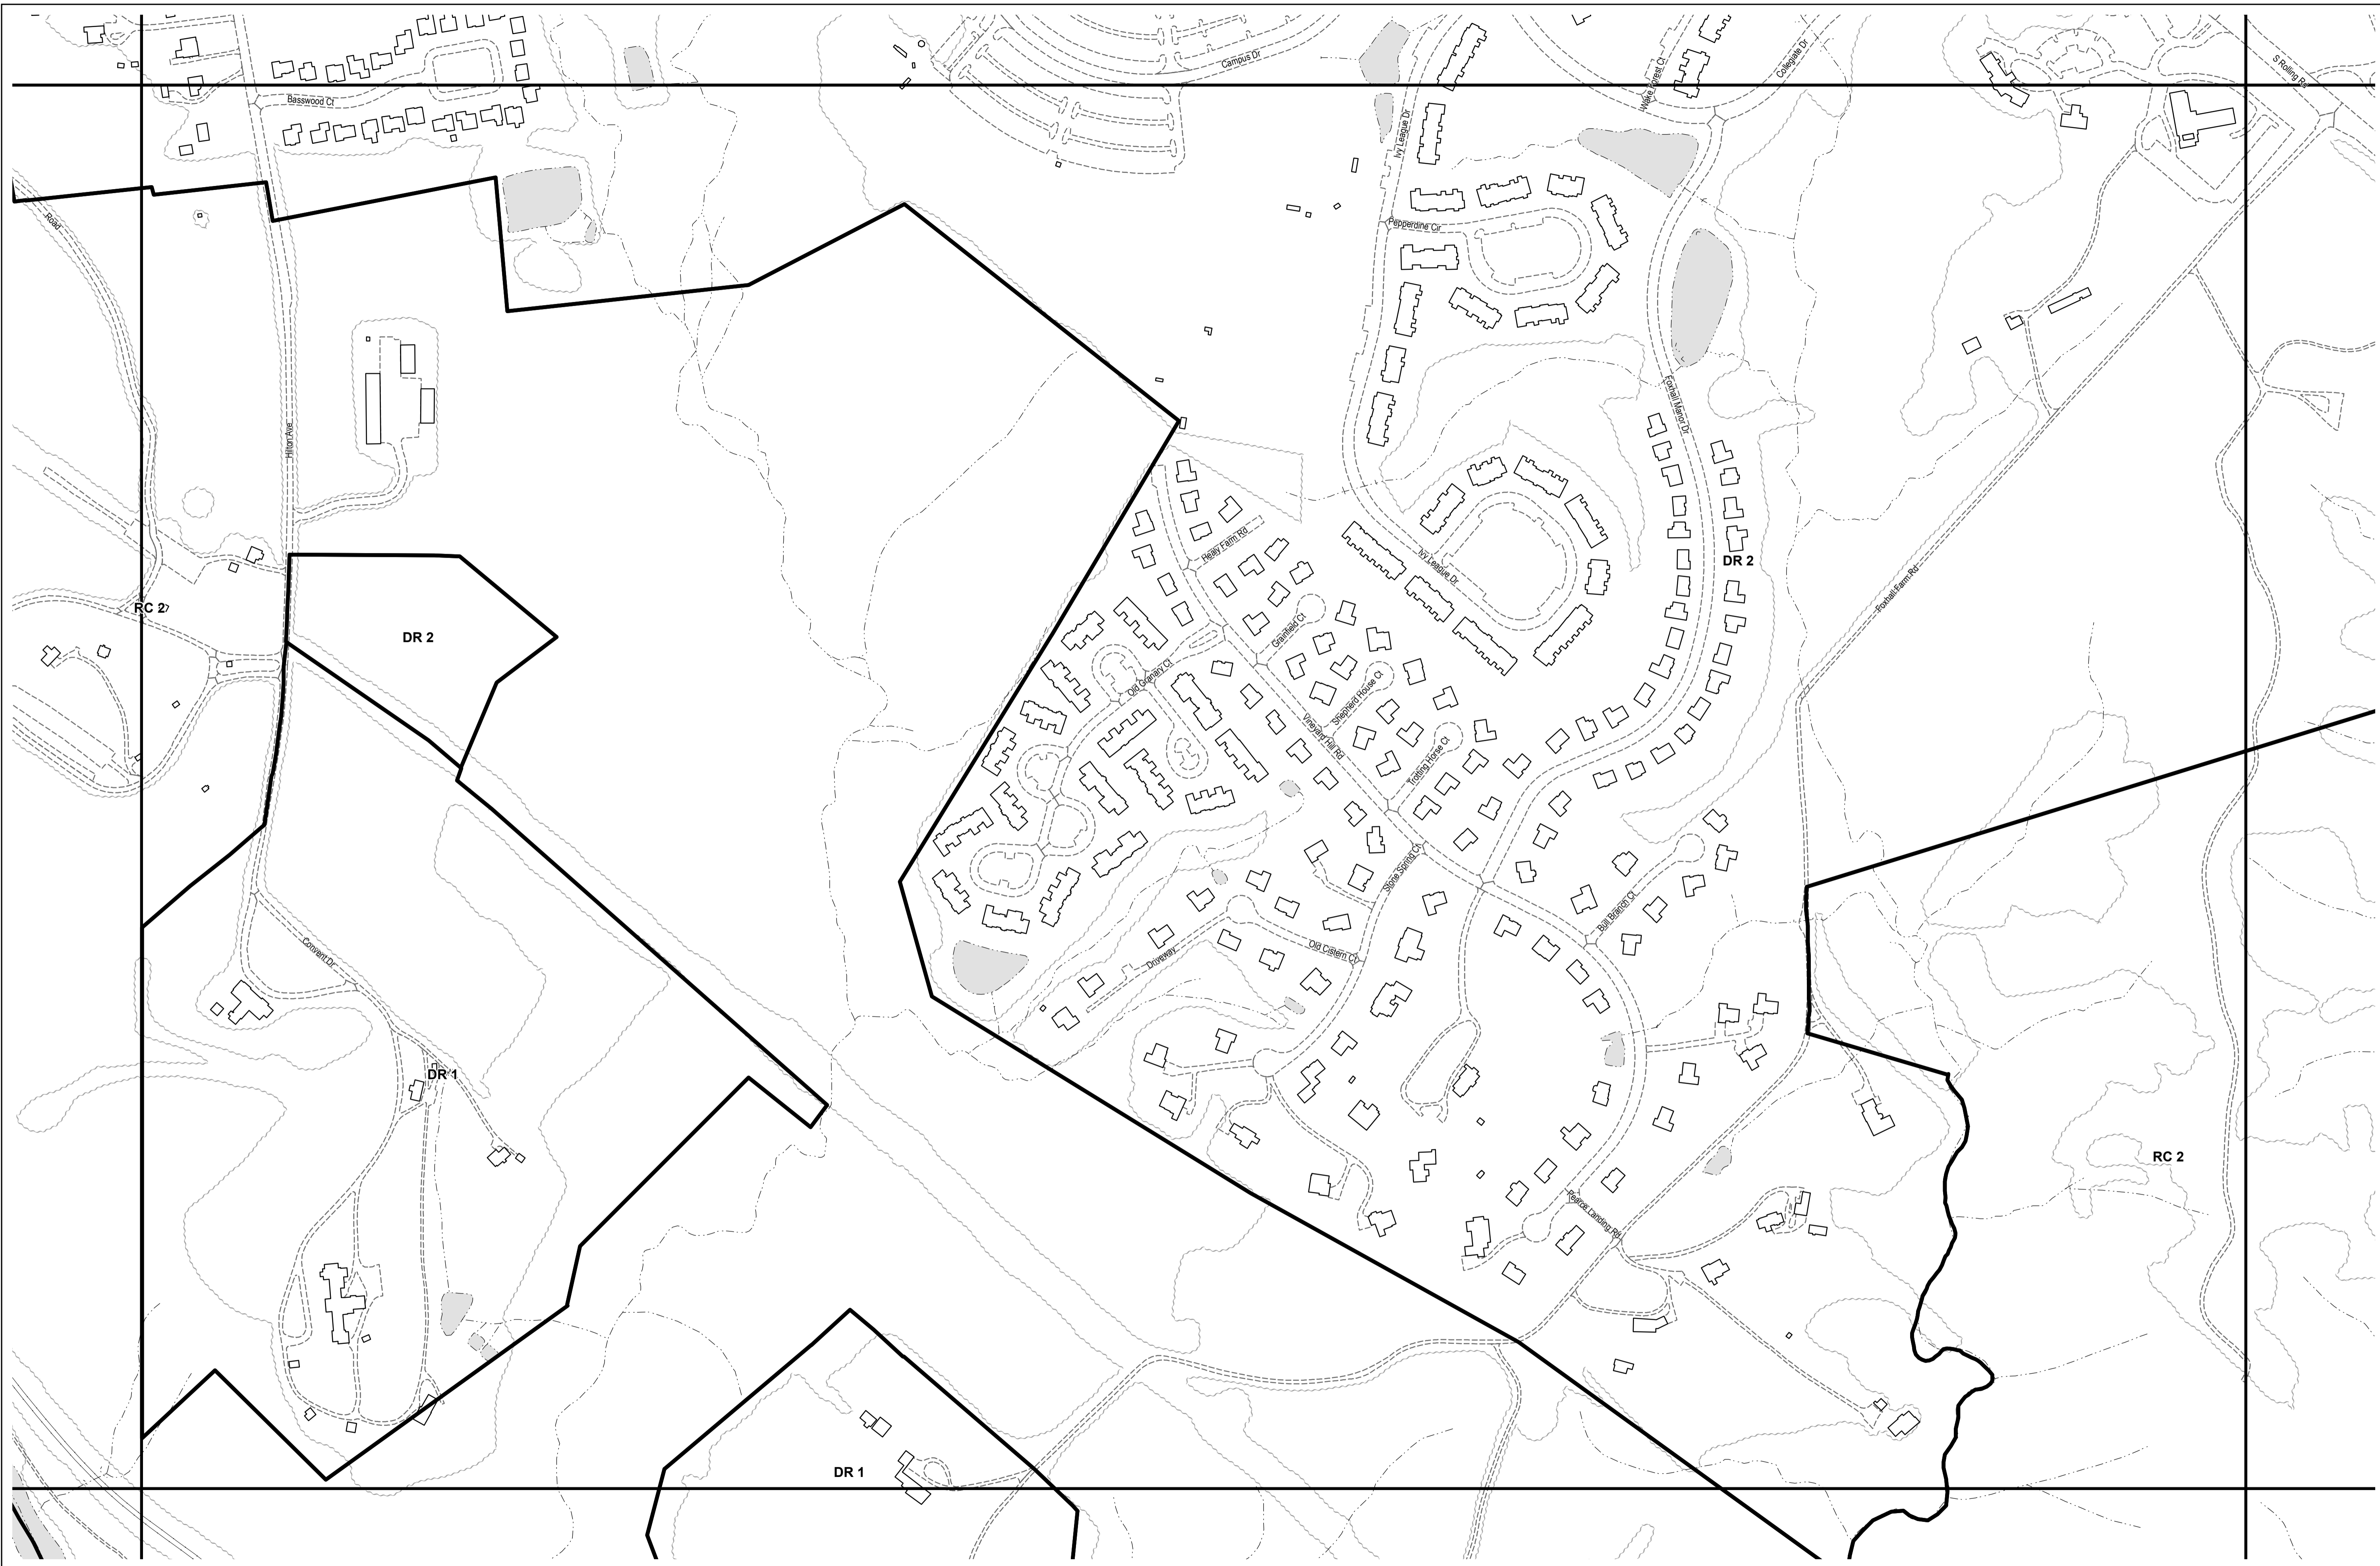 S Rolling Rd
Campus Dr
Collegiate Dr
Wake Forest Ct
Basswood Ct
Ivy League Dr
Road
Pepperdine Cir
Foxhall Manor Dr
Hilton Ave
Healy Farm Rd
Ivy League Dr
DR 2
Foxhall Farm Rd
RC 2
DR 2
Grainfield Ct
Old Granary Ct
Shepherd House Ct
Vineyard Hill Rd
Trotting Horse Ct
Stone Spring Ct
Bull Branch Ct
Convent Dr
Driveway
Old Cistern Ct
DR 1
RC 2
Pearce Landing Rd
DR 1